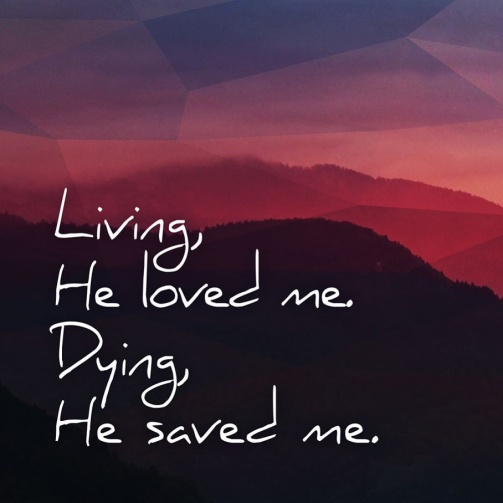 Living,
He loved me.
Dying,
He saved me.